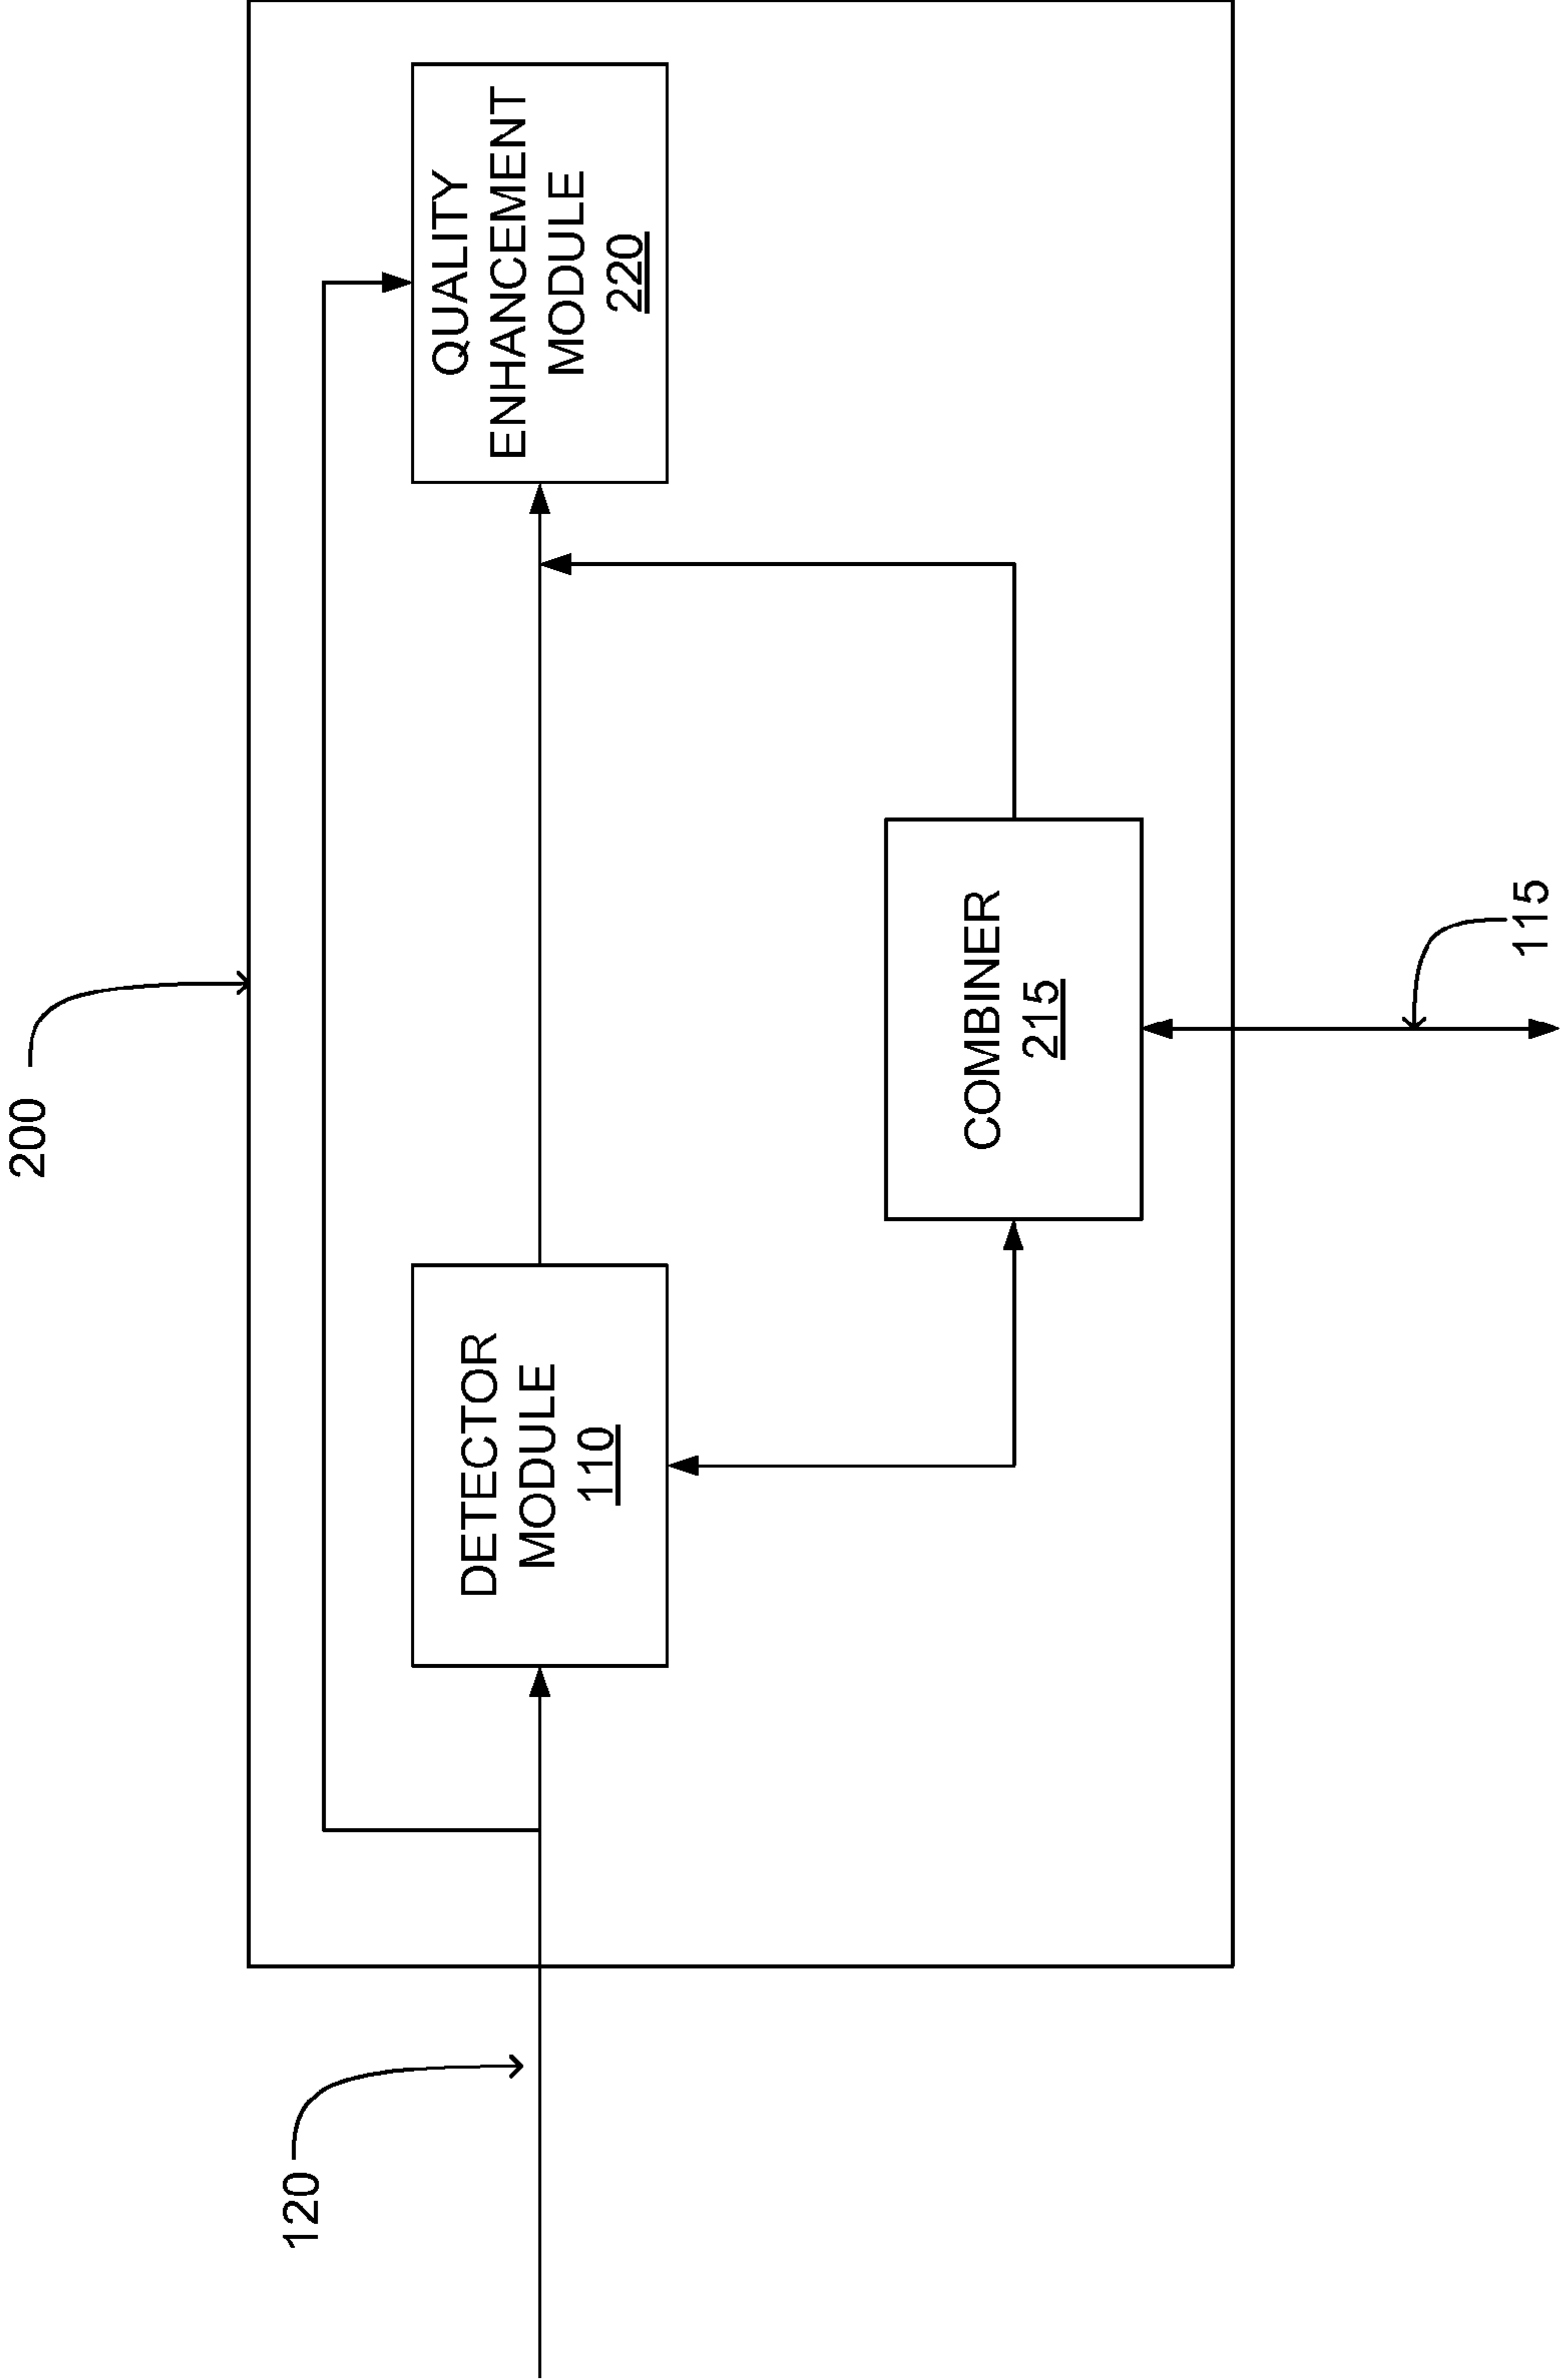 200
120
DETECTOR
MODULE
110
QUALITY
ENHANCEMENT
MODULE
220
COMBINER
215
115